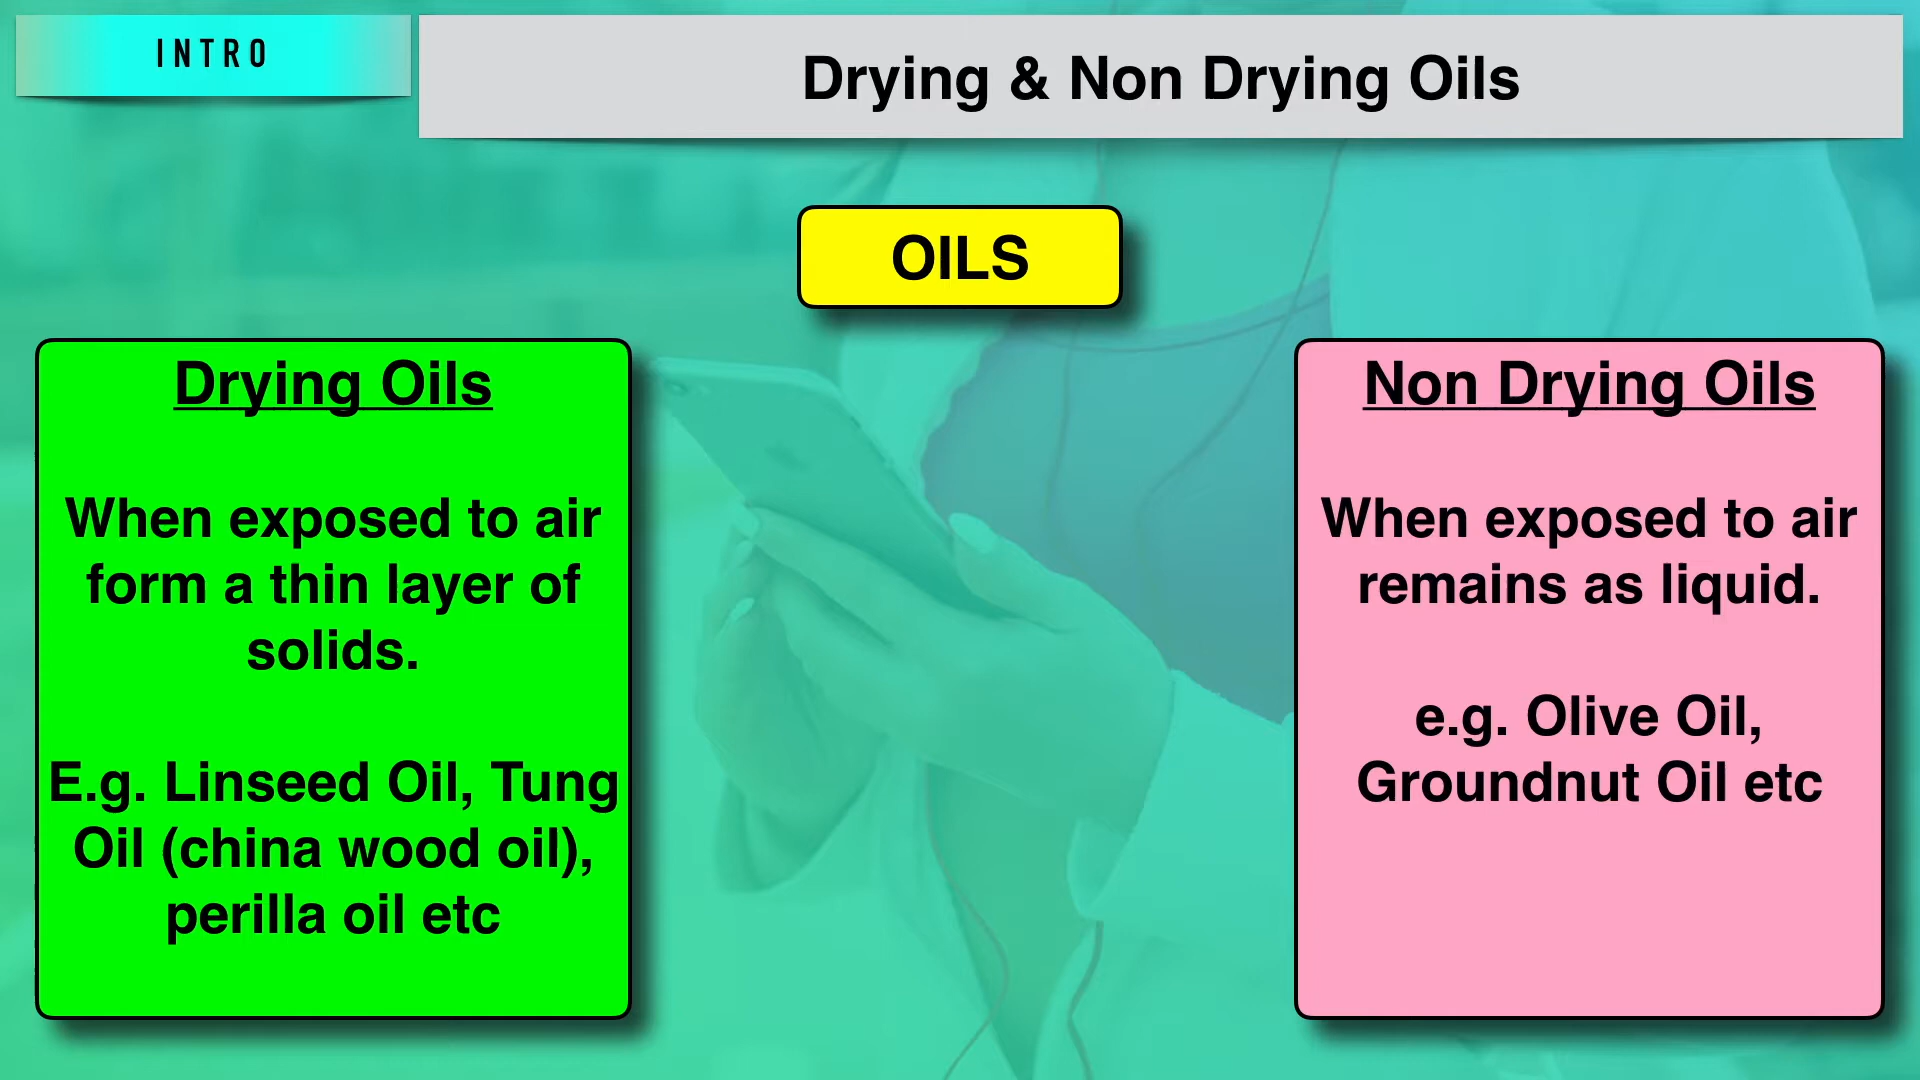 INTRO
Drying & Non Drying Oils
OILS
Drying Oils
When exposed to air
form a thin layer of
solids.
E.g. Linseed Oil, Tung
Oil (china wood oil),
perilla oil etc
Non Drying Oils
When exposed to air
remains as liquid.
e.g. Olive Oil,
Groundnut Oil etc